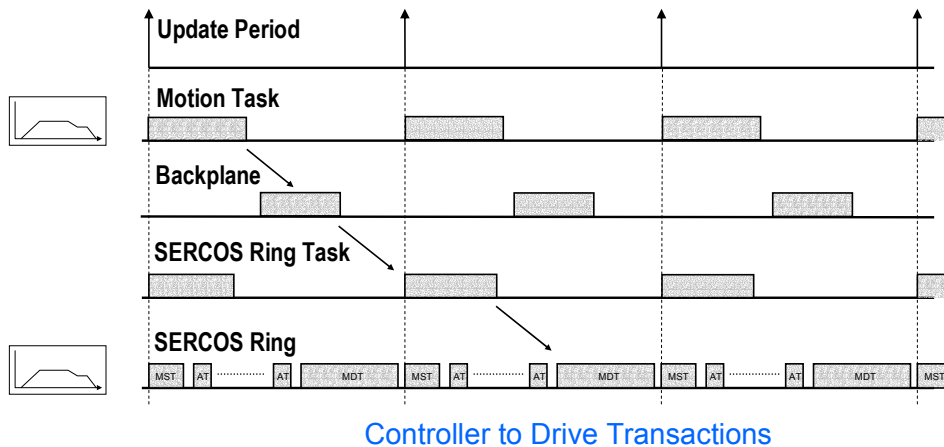 Update Period
Motion Task
Backplane
SERCOS Ring Task
SERCOS Ring
MST AT AT MDT MST AT AT MDT MST AT AT MDT MST
Controller to Drive Transactions